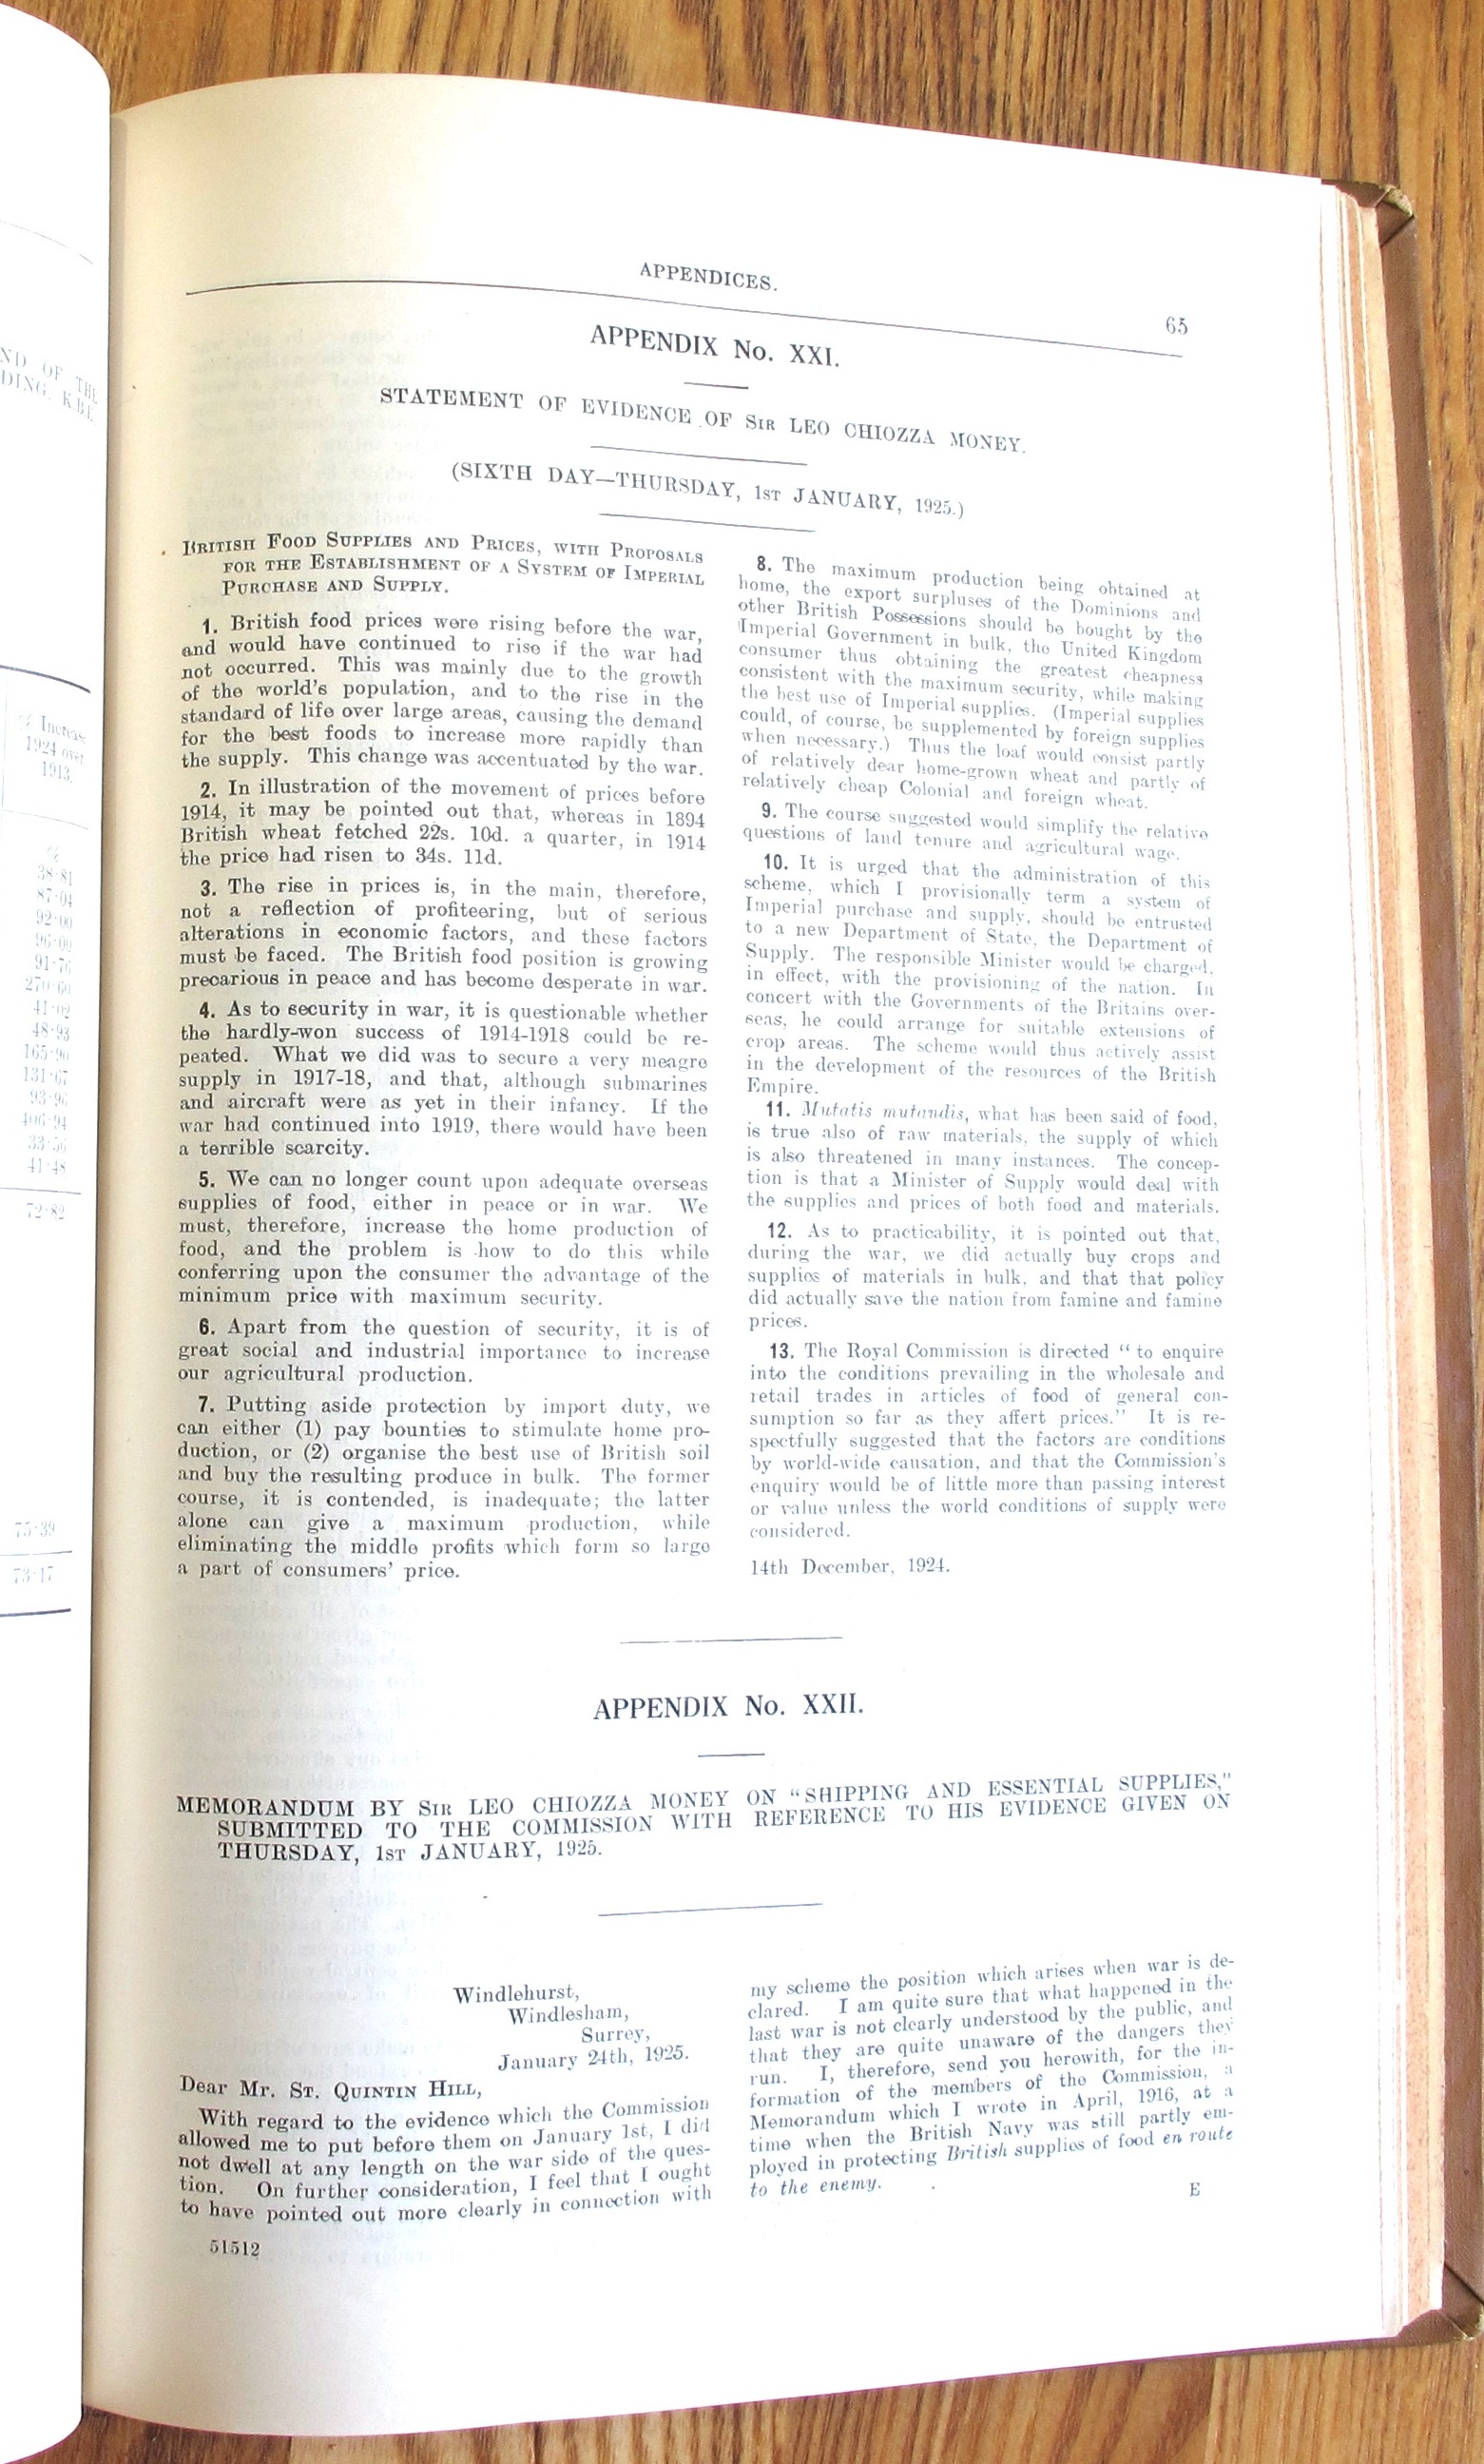 ND OF THE
DING, K.B.E.
% Increase
1924 over
1913.
%
38·81
87·04
92·00
96·00
91·76
270·60
41·02
48·93
165·90
131·67
93·96
406·94
33·56
41·48
72·82
75·39
73·17
APPENDICES.
65
APPENDIX No. XXI.
STATEMENT OF EVIDENCE OF SIR LEO CHIOZZA MONEY.
(SIXTH DAY—THURSDAY, 1ST JANUARY, 1925.)
BRITISH FOOD SUPPLIES AND PRICES, WITH PROPOSALS
FOR THE ESTABLISHMENT OF A SYSTEM OF IMPERIAL
PURCHASE AND SUPPLY.
1. British food prices were rising before the war,
and would have continued to rise if the war had
not occurred. This was mainly due to the growth
of the world's population, and to the rise in the
standard of life over large areas, causing the demand
for the best foods to increase more rapidly than
the supply. This change was accentuated by the war.
2. In illustration of the movement of prices before
1914, it may be pointed out that, whereas in 1894
British wheat fetched 22s. 10d. a quarter, in 1914
the price had risen to 34s. 11d.
3. The rise in prices is, in the main, therefore,
not a reflection of profiteering, but of serious
alterations in economic factors, and these factors
must be faced. The British food position is growing
precarious in peace and has become desperate in war.
4. As to security in war, it is questionable whether
the hardly-won success of 1914-1918 could be re-
peated. What we did was to secure a very meagre
supply in 1917-18, and that, although submarines
and aircraft were as yet in their infancy. If the
war had continued into 1919, there would have been
a terrible scarcity.
5. We can no longer count upon adequate overseas
supplies of food, either in peace or in war. We
must, therefore, increase the home production of
food, and the problem is how to do this while
conferring upon the consumer the advantage of the
minimum price with maximum security.
6. Apart from the question of security, it is of
great social and industrial importance to increase
our agricultural production.
7. Putting aside protection by import duty, we
can either (1) pay bounties to stimulate home pro-
duction, or (2) organise the best use of British soil
and buy the resulting produce in bulk. The former
course, it is contended, is inadequate; the latter
alone can give a maximum production, while
eliminating the middle profits which form so large
a part of consumers' price.
8. The maximum production being obtained at
home, the export surpluses of the Dominions and
other British Possessions should be bought by the
Imperial Government in bulk, the United Kingdom
consumer thus obtaining the greatest cheapness
consistent with the maximum security, while making
the best use of Imperial supplies. (Imperial supplies
could, of course, be supplemented by foreign supplies
when necessary.) Thus the loaf would consist partly
of relatively dear home-grown wheat and partly of
relatively cheap Colonial and foreign wheat.
9. The course suggested would simplify the relative
questions of land tenure and agricultural wage.
10. It is urged that the administration of this
scheme, which I provisionally term a system of
Imperial purchase and supply, should be entrusted
to a new Department of State, the Department of
Supply. The responsible Minister would be charged,
in effect, with the provisioning of the nation. In
concert with the Governments of the Britains over-
seas, he could arrange for suitable extensions of
crop areas. The scheme would thus actively assist
in the development of the resources of the British
Empire.
11. Mutatis mutandis, what has been said of food,
is true also of raw materials, the supply of which
is also threatened in many instances. The concep-
tion is that a Minister of Supply would deal with
the supplies and prices of both food and materials.
12. As to practicability, it is pointed out that,
during the war, we did actually buy crops and
supplies of materials in bulk, and that that policy
did actually save the nation from famine and famine
prices.
13. The Royal Commission is directed "to enquire
into the conditions prevailing in the wholesale and
retail trades in articles of food of general con-
sumption so far as they affert prices." It is re-
spectfully suggested that the factors are conditions
by world-wide causation, and that the Commission's
enquiry would be of little more than passing interest
or value unless the world conditions of supply were
considered.
14th December, 1924.
APPENDIX No. XXII.
MEMORANDUM BY SIR LEO CHIOZZA MONEY ON "SHIPPING AND ESSENTIAL SUPPLIES,"
SUBMITTED TO THE COMMISSION WITH REFERENCE TO HIS EVIDENCE GIVEN ON
THURSDAY, 1ST JANUARY, 1925.
Windlehurst,
Windlesham,
Surrey,
January 24th, 1925.
Dear Mr. ST. QUINTIN HILL,
With regard to the evidence which the Commission
allowed me to put before them on January 1st, I did
not dwell at any length on the war side of the ques-
tion. On further consideration, I feel that I ought
to have pointed out more clearly in connection with
my scheme the position which arises when war is de-
clared. I am quite sure that what happened in the
last war is not clearly understood by the public, and
that they are quite unaware of the dangers they
run. I, therefore, send you herewith, for the in-
formation of the members of the Commission, a
Memorandum which I wrote in April, 1916, at a
time when the British Navy was still partly em-
ployed in protecting British supplies of food en route
to the enemy.
51512
E